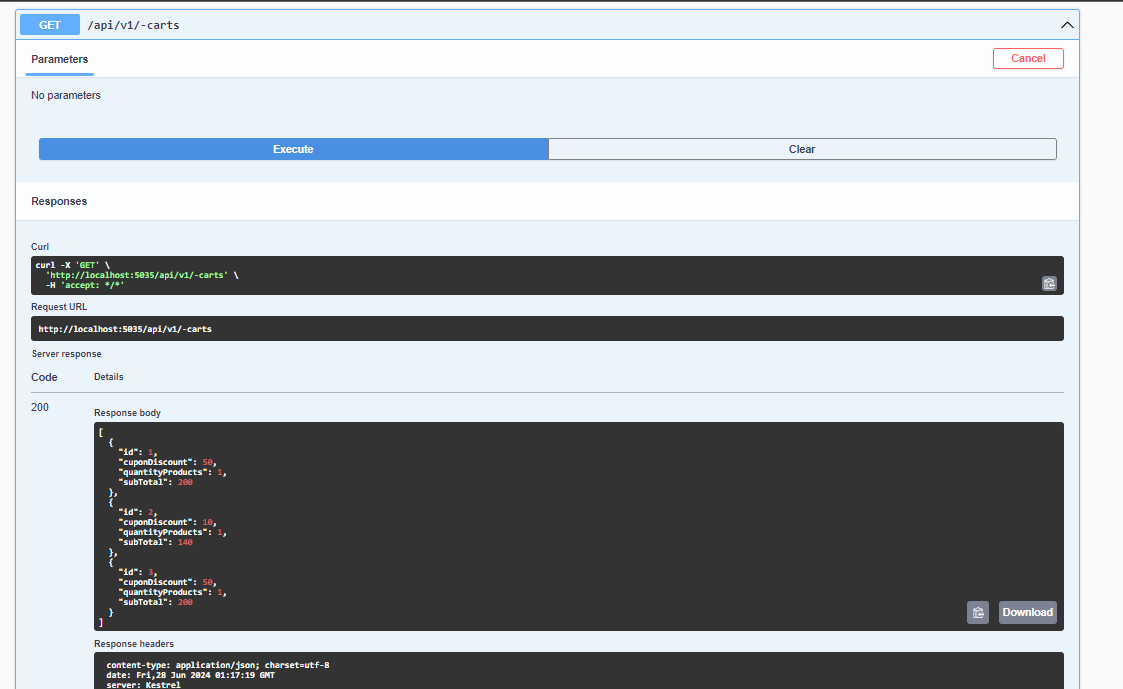 GET /api/v1/-carts
Parameters
Cancel
No parameters
Execute
Clear
Responses
Curl
curl -X 'GET' \
'http://localhost:5035/api/v1/-carts' \
-H 'accept: */*'
Request URL
http://localhost:5035/api/v1/-carts
Server response
Code Details
200
Response body
[
{
"id": 1,
"cuponDiscount": 50,
"quantityProducts": 1,
"subTotal": 200
},
{
"id": 2,
"cuponDiscount": 10,
"quantityProducts": 1,
"subTotal": 140
},
{
"id": 3,
"cuponDiscount": 50,
"quantityProducts": 1,
"subTotal": 200
}
]
Download
Response headers
content-type: application/json; charset=utf-8
date: Fri,28 Jun 2024 01:17:19 GMT
server: Kestrel